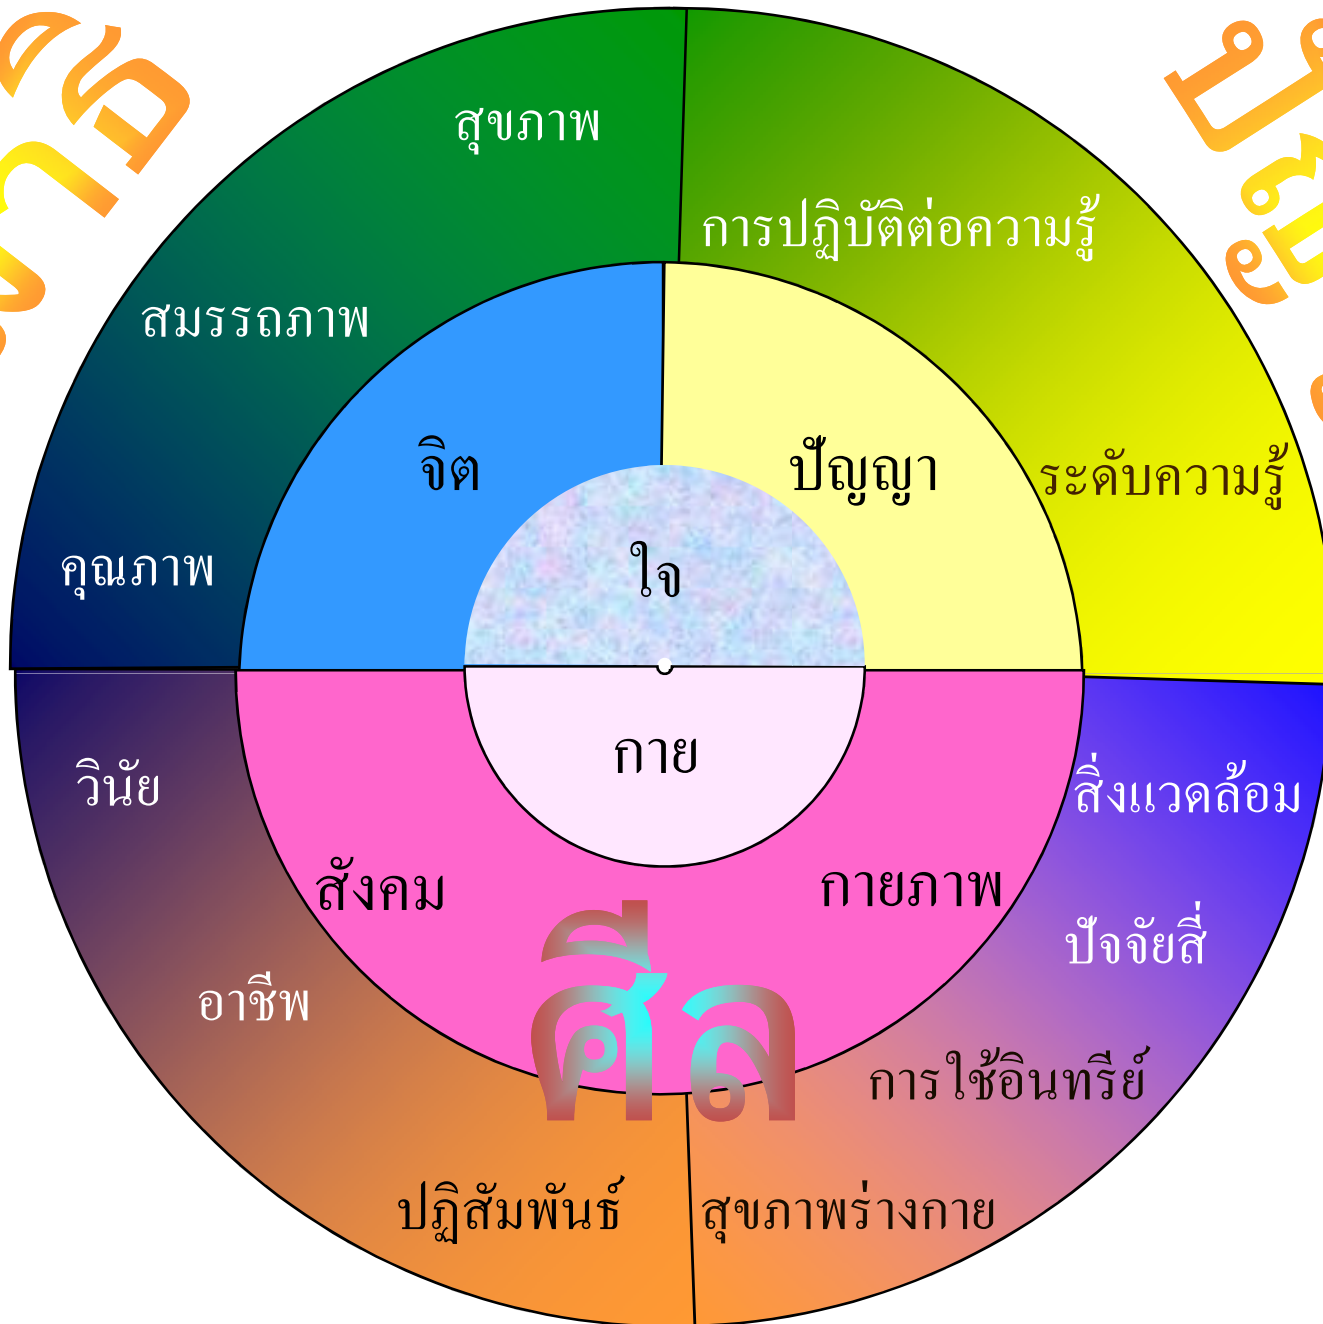 สุขภาพ
การปฏิบัติต่อความรู้
สมรรถภาพ
จิต
ปัญญา
ระดับความรู้
คุณภาพ
ใจ
กาย
วินัย
สิ่งแวดล้อม
สังคม
กายภาพ
ปัจจัยสี่
ศีล
อาชีพ
การใช้อินทรีย์
ปฏิสัมพันธ์
สุขภาพร่างกาย